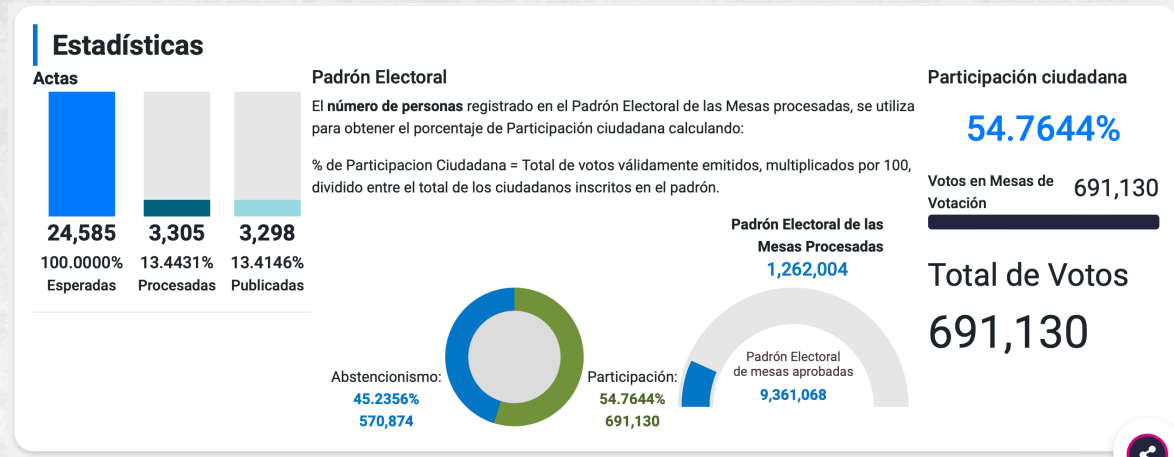 Estadísticas
Actas
24,585
100.0000%
Esperadas
3,305
13.4431%
Procesadas
3,298
13.4146%
Publicadas
Padrón Electoral
El número de personas registrado en el Padrón Electoral de las Mesas procesadas, se utiliza
para obtener el porcentaje de Participación ciudadana calculando:
% de Participacion Ciudadana = Total de votos válidamente emitidos, multiplicados por 100,
dividido entre el total de los ciudadanos inscritos en el padrón.
Abstencionismo:
45.2356%
570,874
Participación:
54.7644%
691,130
Padrón Electoral de las
Mesas Procesadas
1,262,004
Padrón Electoral
de mesas aprobadas
9,361,068
Participación ciudadana
54.7644%
Votos en Mesas de
Votación
691,130
Total de Votos
691,130